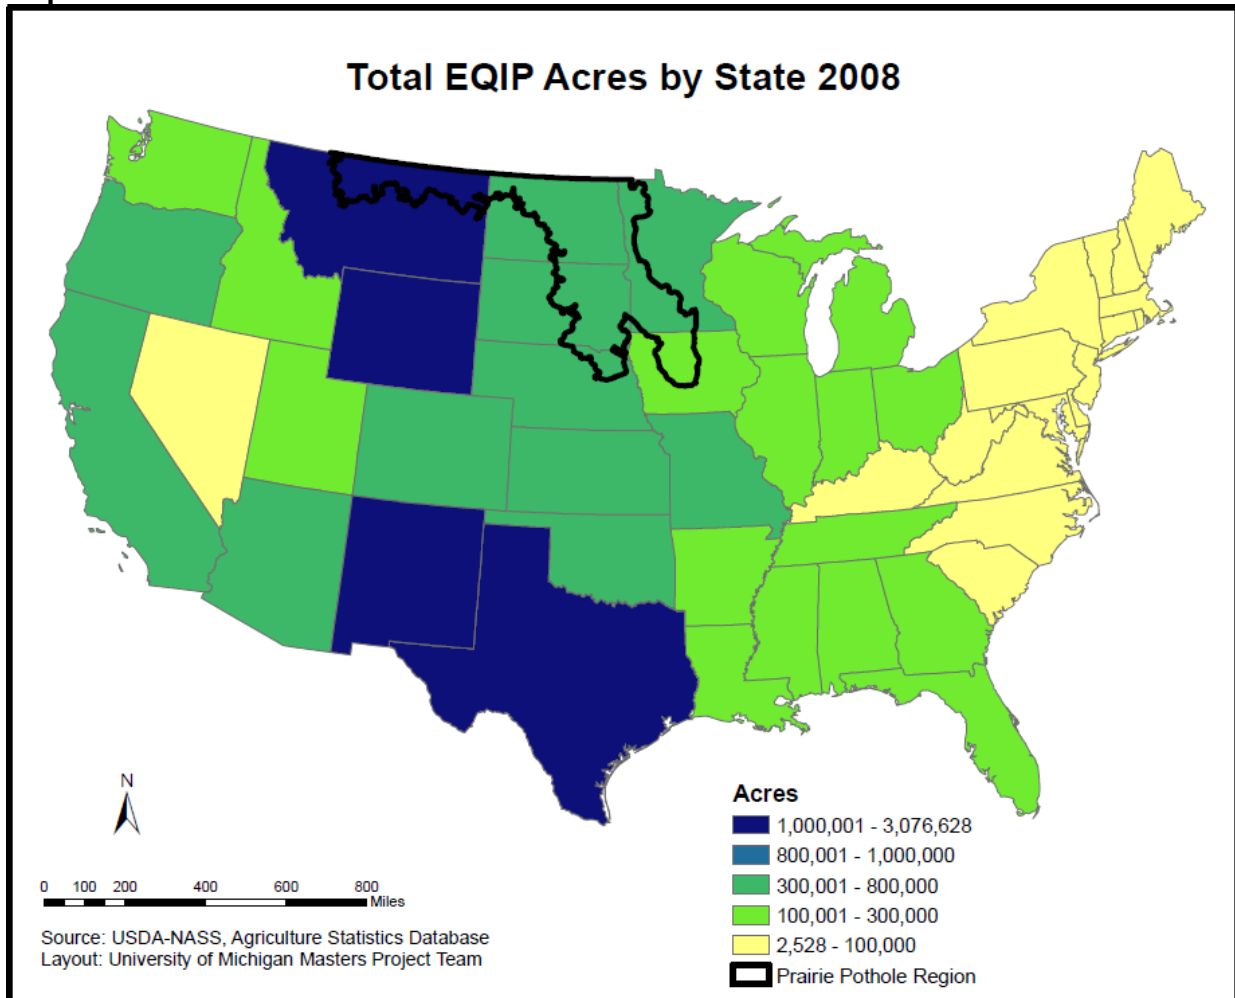 Total EQIP Acres by State 2008
N
0 100 200 400 600 800
Miles
Source: USDA-NASS, Agriculture Statistics Database
Layout: University of Michigan Masters Project Team
Acres
1,000,001 - 3,076,628
800,001 - 1,000,000
300,001 - 800,000
100,001 - 300,000
2,528 - 100,000
Prairie Pothole Region